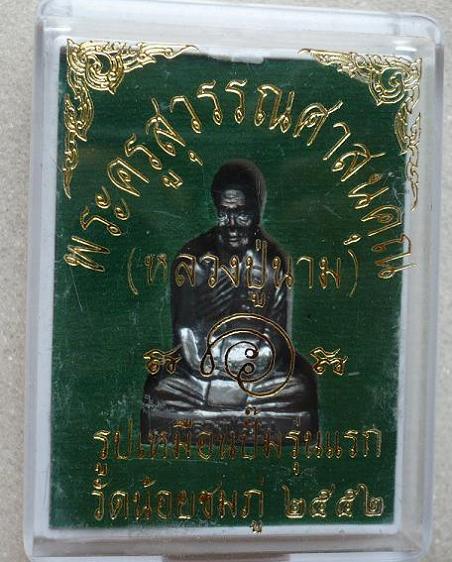 พระครูสุวรรณศาสนคุณ
(หลวงปู่นาม)
รูปเหมือนปั๊มรุ่นแรก
วัดน้อยชมภู่ ๒๕๕๒